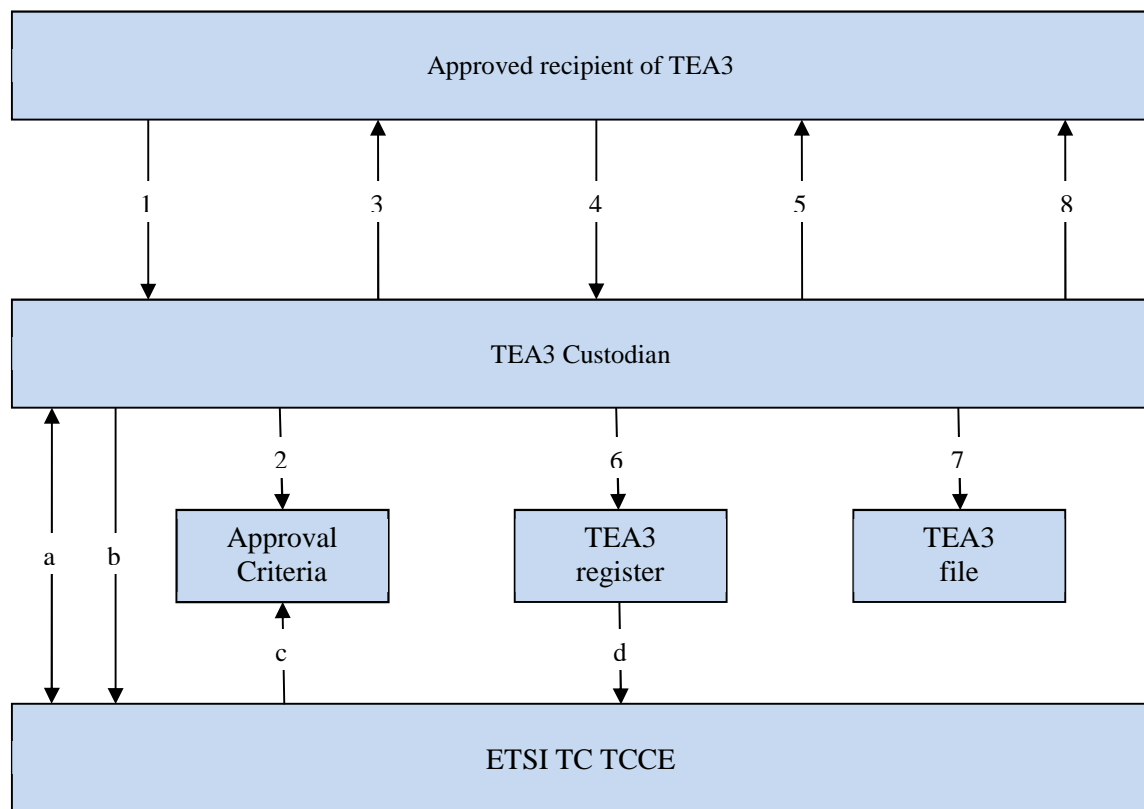 Approved recipient of TEA3
1
3
4
5
8
TEA3 Custodian
2
6
7
a
b
Approval
Criteria
TEA3
register
TEA3
file
c
d
ETSI TC TCCE